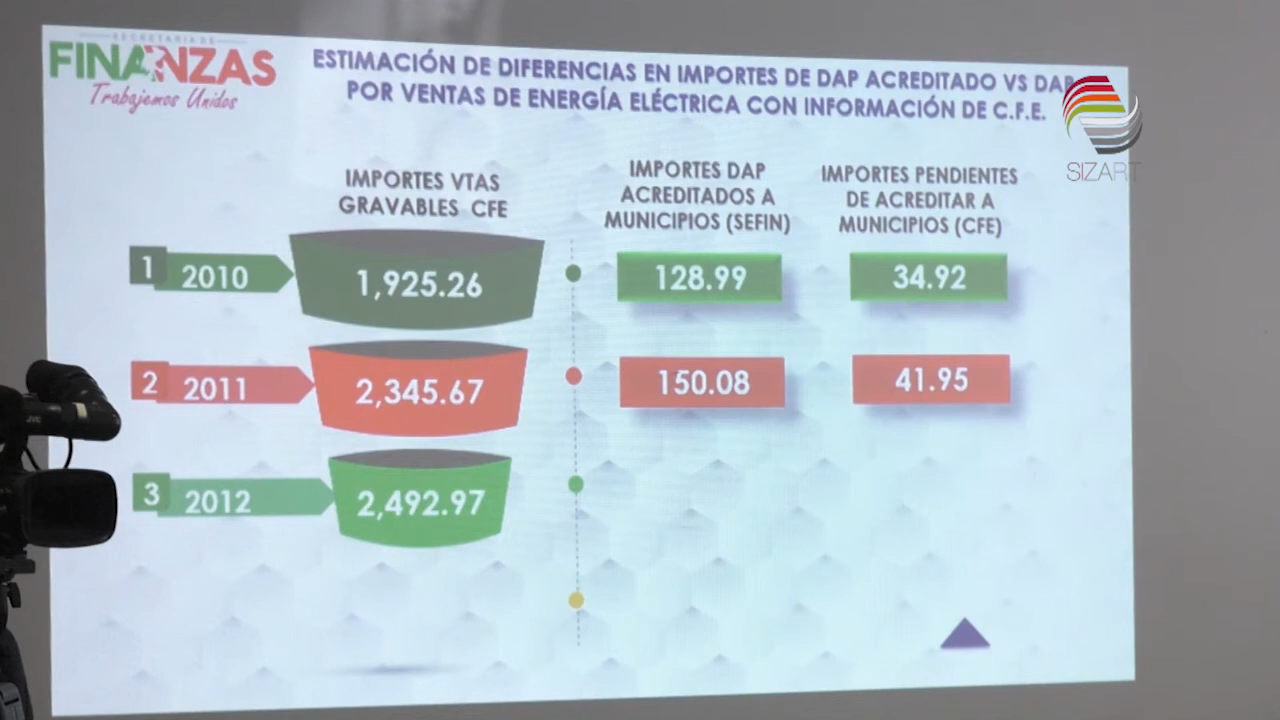 SECRETARÍA DE
FINANZAS
Trabajemos Unidos
ESTIMACIÓN DE DIFERENCIAS EN IMPORTES DE DAP ACREDITADO VS DAP
POR VENTAS DE ENERGÍA ELÉCTRICA CON INFORMACIÓN DE C.F.E.
SIZART
IMPORTES VTAS
GRAVABLES CFE
IMPORTES DAP
ACREDITADOS A
MUNICIPIOS (SEFIN)
IMPORTES PENDIENTES
DE ACREDITAR A
MUNICIPIOS (CFE)
1 2010 1,925.26 128.99 34.92
2 2011 2,345.67 150.08 41.95
3 2012 2,492.97
JVC